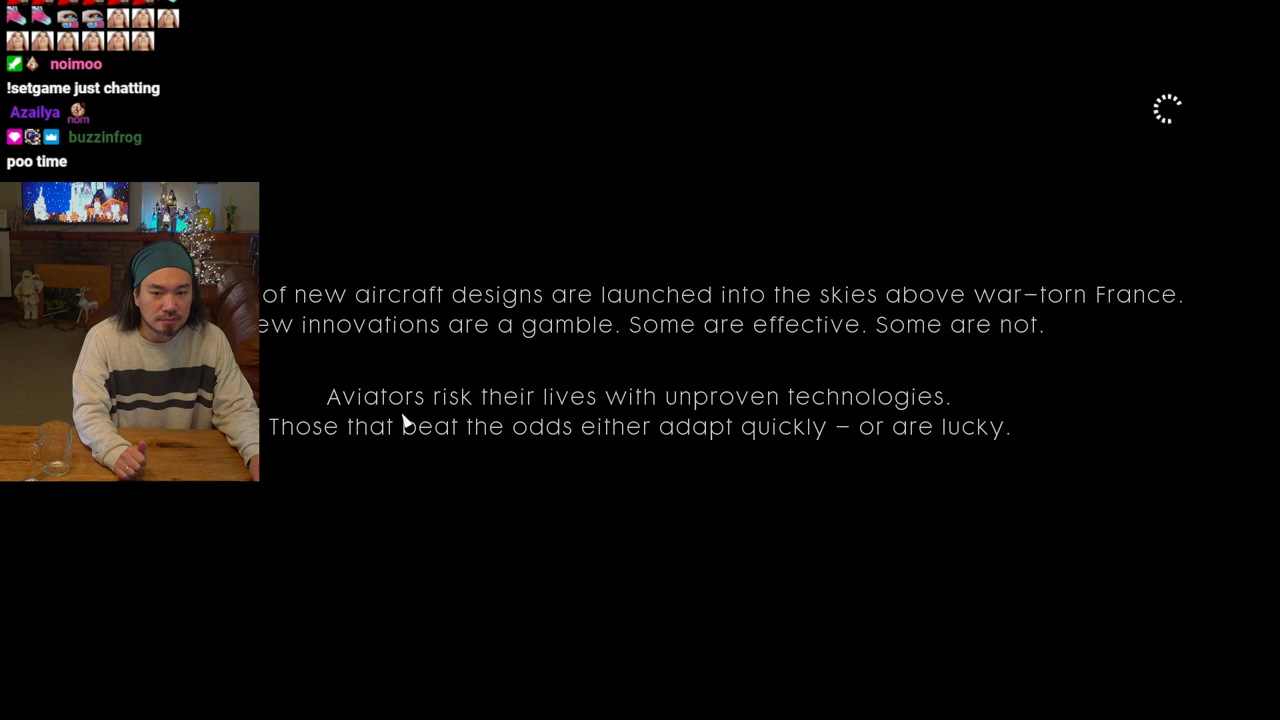 noimoo
!setgame just chatting
Azailya
nom
buzzinfrog
poo time
of new aircraft designs are launched into the skies above war–torn France.
ew innovations are a gamble. Some are effective. Some are not.
Aviators risk their lives with unproven technologies.
Those that beat the odds either adapt quickly – or are lucky.